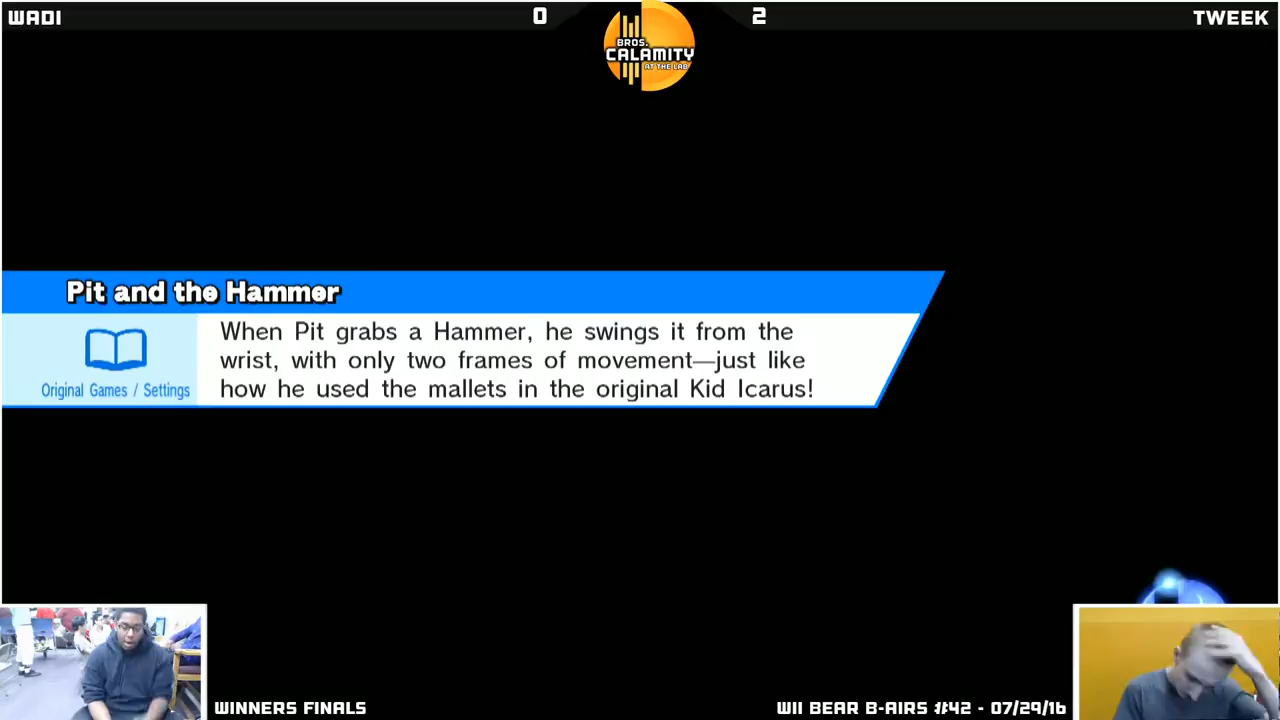 WADI
0
2
TWEEK
BROS.
CALAMITY
AT THE LAB
Pit and the Hammer
When Pit grabs a Hammer, he swings it from the
wrist, with only two frames of movement—just like
how he used the mallets in the original Kid Icarus!
Original Games / Settings
WINNERS FINALS
WII BEAR B-AIRS #42 - 07/29/16